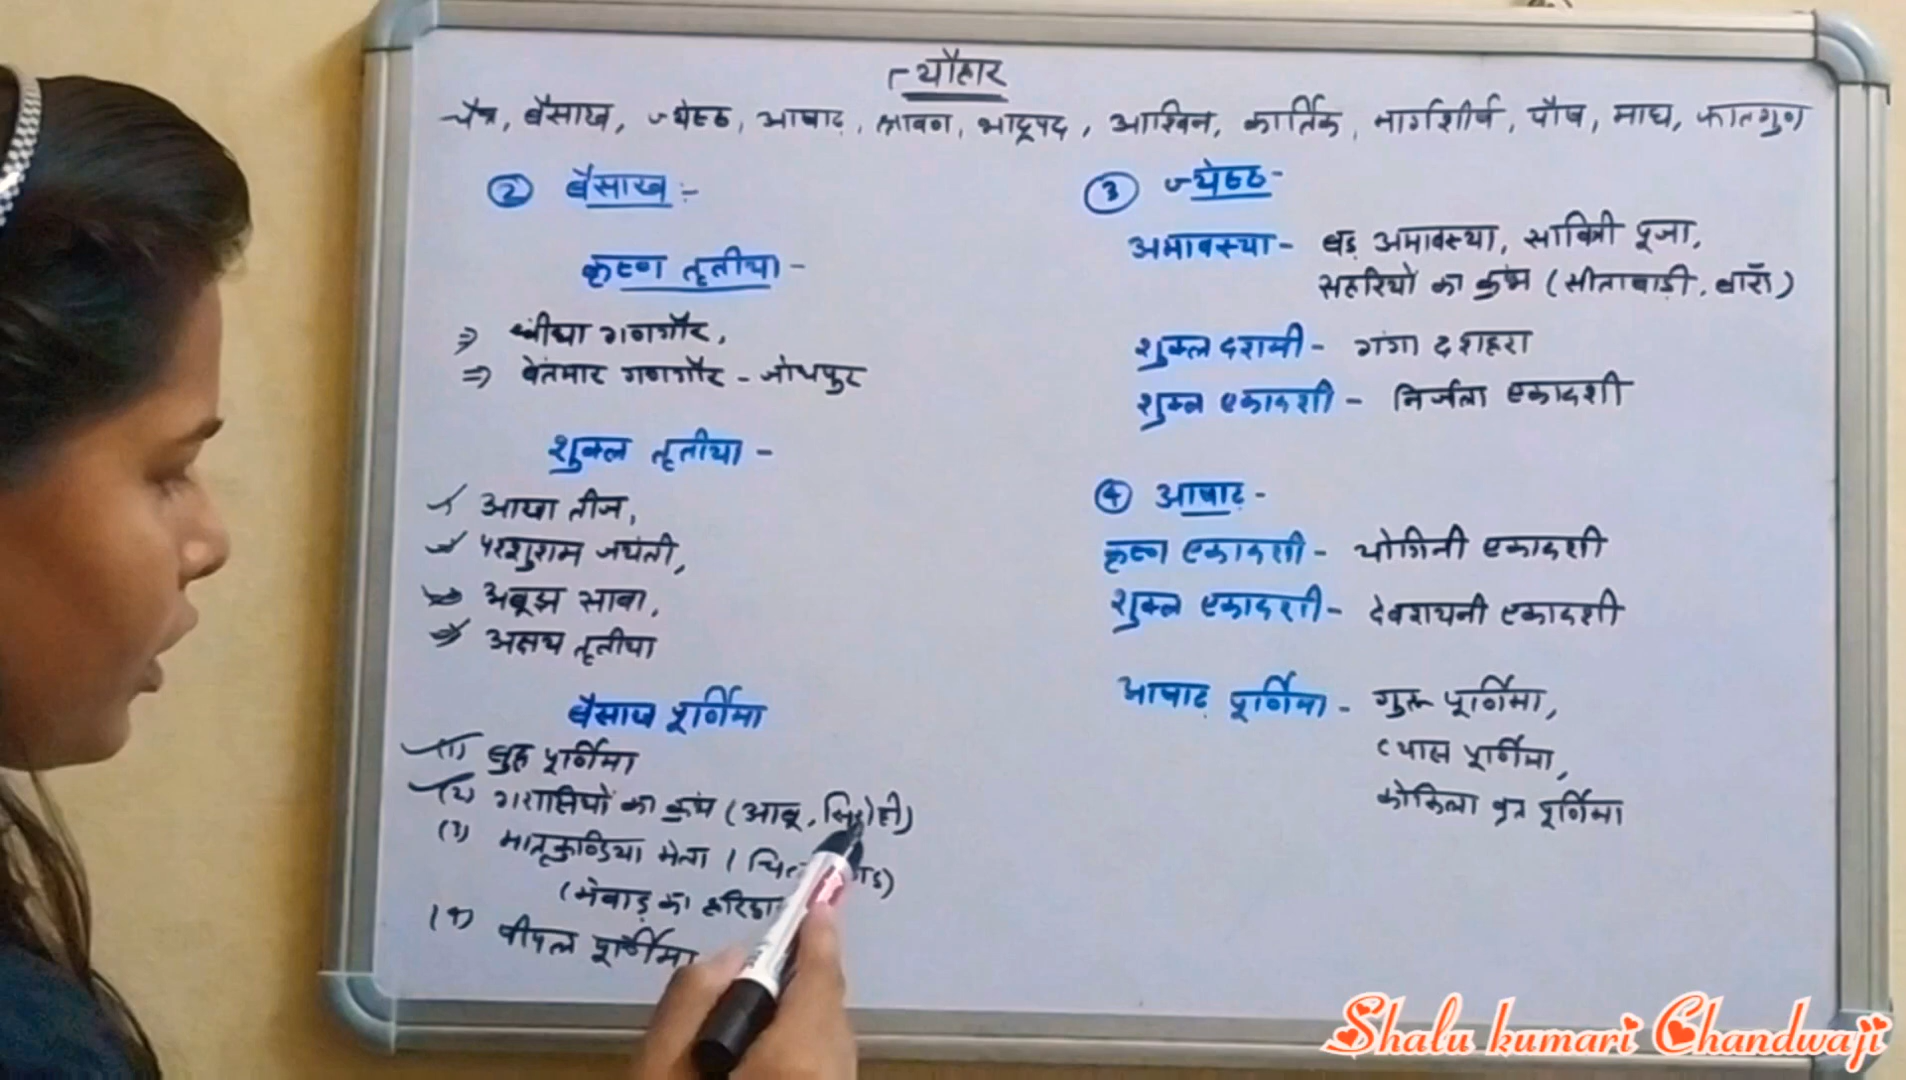 त्यौहार
चैत्र, बैसाख, ज्येष्ठ, आषाढ़, श्रावण, भाद्रपद, आश्विन, कार्तिक, मार्गशीर्ष, पौष, माघ, फाल्गुण
② बैसाख :-
कृष्ण तृतीया -
⇒ धींगा गणगौर,
⇒ बेंतमार गणगौर - जोधपुर
शुक्ल तृतीया -
आखा तीज,
परशुराम जयंती,
अबूझ सावा,
अक्षय तृतीया
बैसाख पूर्णिमा
(1) बुद्ध पूर्णिमा
(2) गरासियों का कुंभ (आबू, सिरोही)
(3) मातृकुण्डिया मेला
(मेवाड़ का
(4) पीपल पूर्णिमा
③ ज्येष्ठ -
अमावस्या - बड़ अमावस्या, सावित्री पूजा,
सहरियों का कुंभ (सीताबाड़ी, बाराँ)
शुक्ल दशमी - गंगा दशहरा
शुक्ल एकादशी - निर्जला एकादशी
④ आषाढ़ -
कृष्ण एकादशी - योगिनी एकादशी
शुक्ल एकादशी - देवशयनी एकादशी
आषाढ़ पूर्णिमा - गुरू पूर्णिमा,
व्यास पूर्णिमा,
कोकिला व्रत पूर्णिमा
Shalu kumari Chandwaji